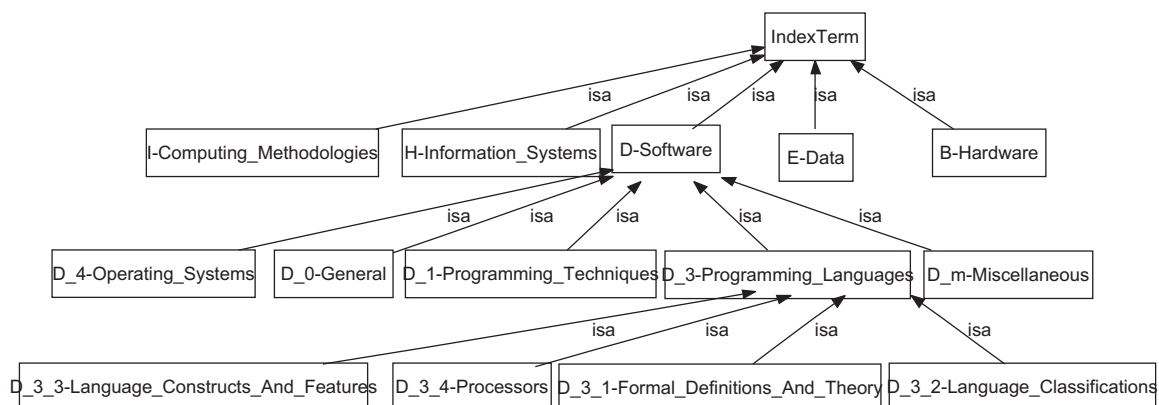 IndexTerm
isa
isa
isa
isa
isa
I-Computing_Methodologies
H-Information_Systems
D-Software
E-Data
B-Hardware
isa
isa
isa
isa
isa
D_4-Operating_Systems
D_0-General
D_1-Programming_Techniques
D_3-Programming_Languages
D_m-Miscellaneous
isa
isa
isa
isa
D_3_3-Language_Constructs_And_Features
D_3_4-Processors
D_3_1-Formal_Definitions_And_Theory
D_3_2-Language_Classifications